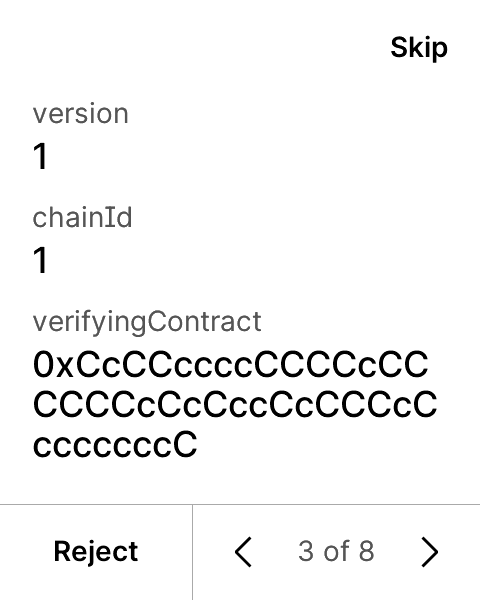 Skip
version
1
chainId
1
verifyingContract
0xCcCCccccCCCCcCC
CCCCcCcCccCcCCCcC
cccccccC
Reject
3 of 8